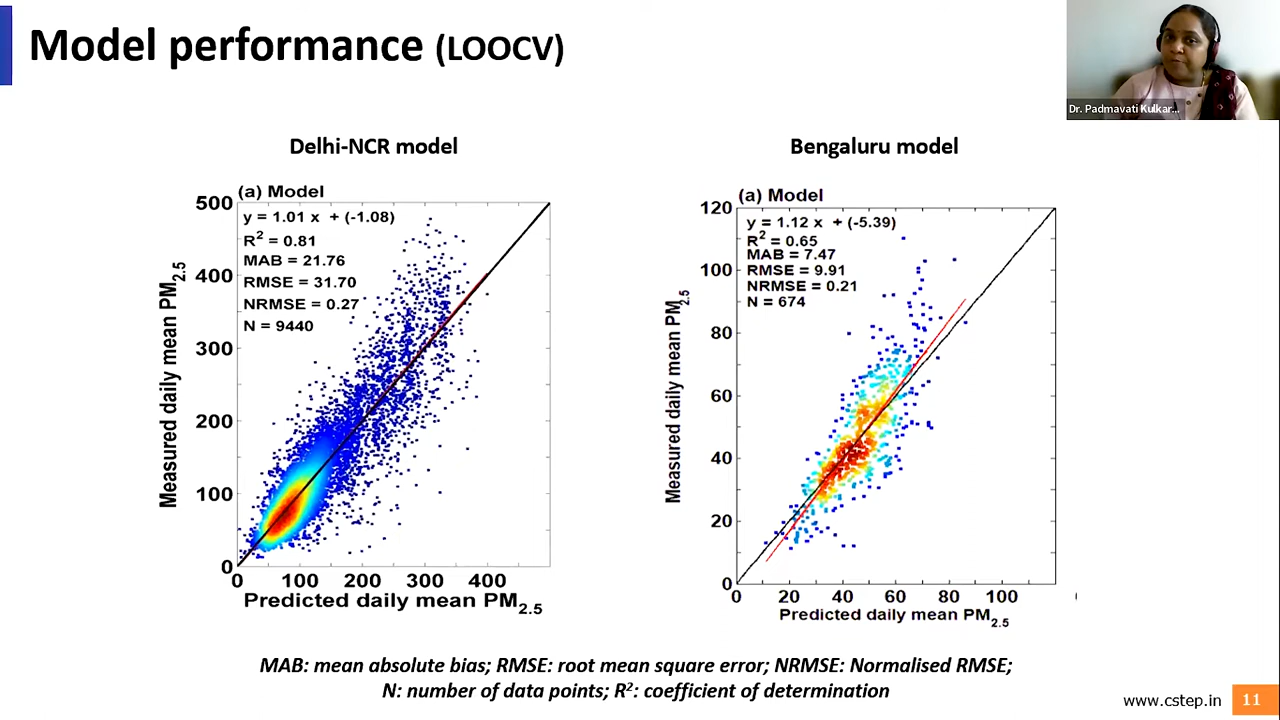 Model performance (LOOCV)
Dr. Padmavati Kulkar...
Delhi-NCR model
(a) Model
500
400
300
200
100
0
y = 1.01 x + (-1.08)
R² = 0.81
MAB = 21.76
RMSE = 31.70
NRMSE = 0.27
N = 9440
Measured daily mean PM2.5
0 100 200 300 400
Predicted daily mean PM2.5
Bengaluru model
(a) Model
120
100
80
60
40
20
0
y = 1.12 x + (-5.39)
R² = 0.65
MAB = 7.47
RMSE = 9.91
NRMSE = 0.21
N = 674
Measured daily mean PM2.5
0 20 40 60 80 100
Predicted daily mean PM2.5
MAB: mean absolute bias; RMSE: root mean square error; NRMSE: Normalised RMSE;
N: number of data points; R²: coefficient of determination
www.cstep.in 11